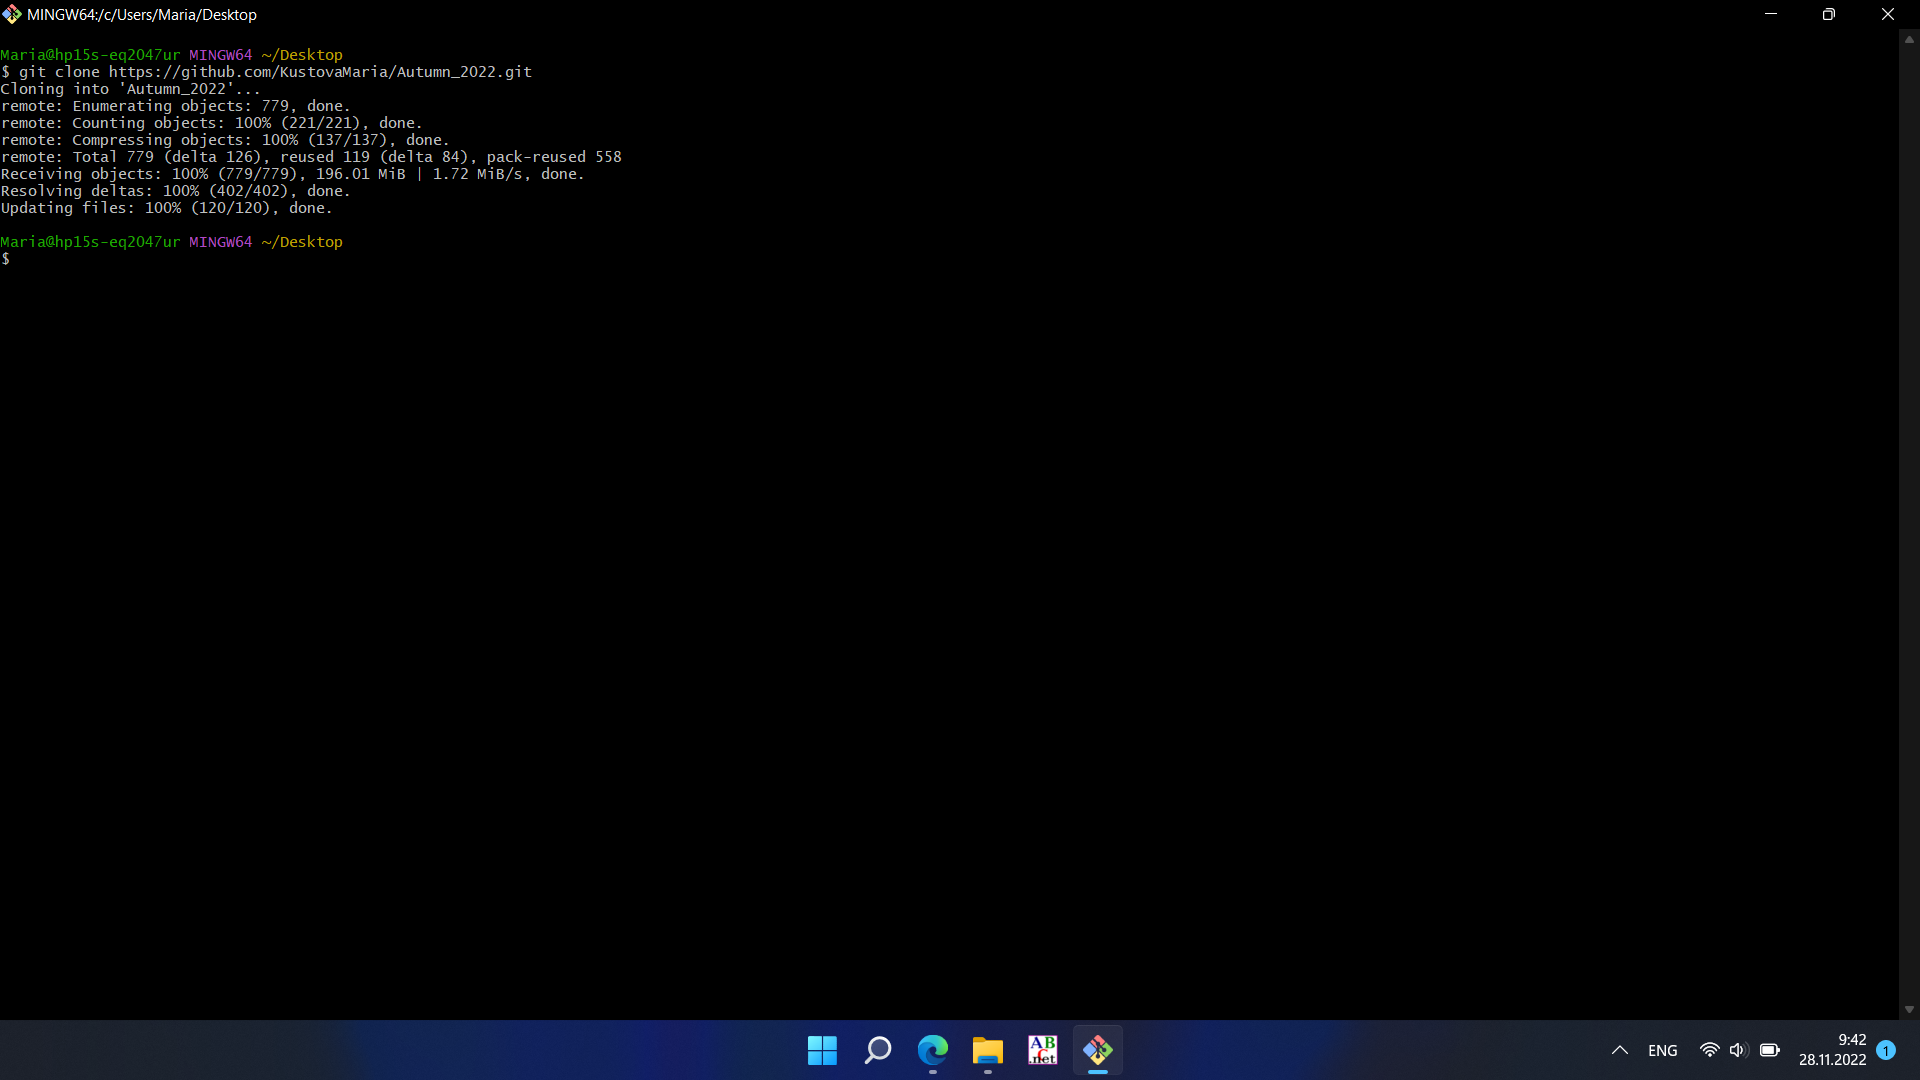 MINGW64:/c/Users/Maria/Desktop
Maria@hp15s-eq2047ur MINGW64 ~/Desktop
$ git clone https://github.com/KustovaMaria/Autumn_2022.git
Cloning into 'Autumn_2022'...
remote: Enumerating objects: 779, done.
remote: Counting objects: 100% (221/221), done.
remote: Compressing objects: 100% (137/137), done.
remote: Total 779 (delta 126), reused 119 (delta 84), pack-reused 558
Receiving objects: 100% (779/779), 196.01 MiB | 1.72 MiB/s, done.
Resolving deltas: 100% (402/402), done.
Updating files: 100% (120/120), done.
Maria@hp15s-eq2047ur MINGW64 ~/Desktop
$
AB
C
.net
ENG
9:42
28.11.2022
1